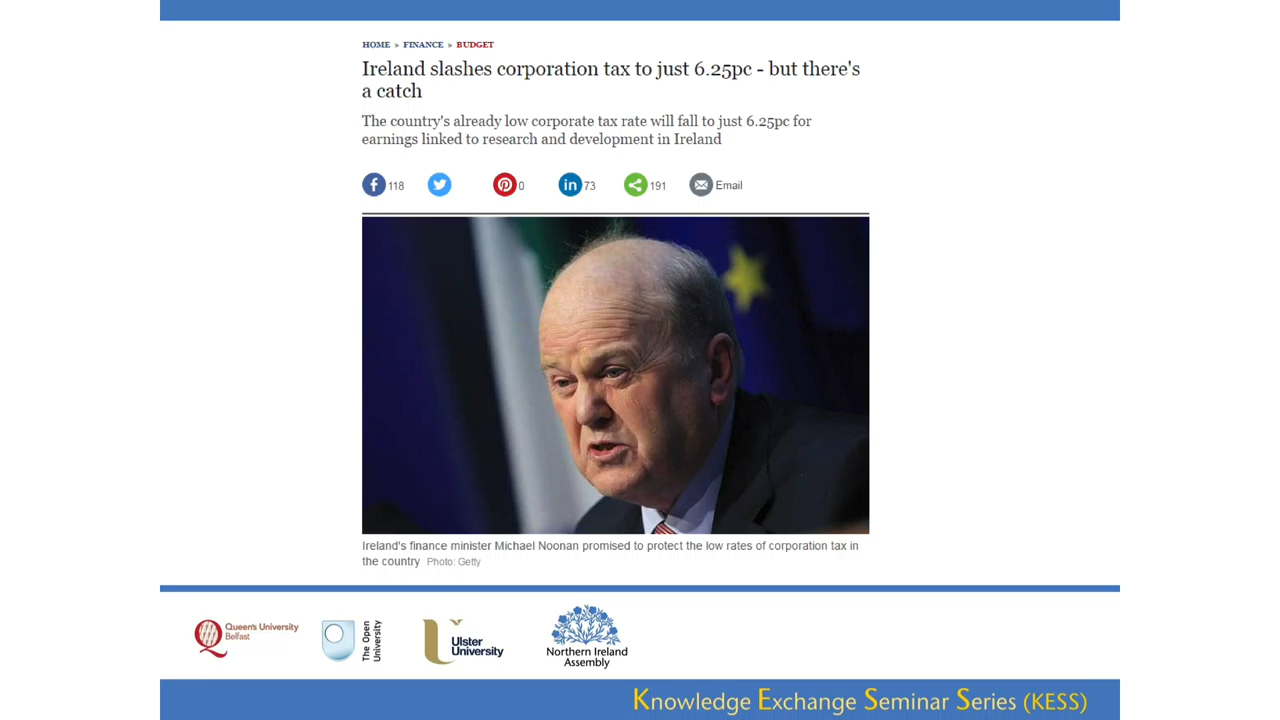 HOME » FINANCE » BUDGET
Ireland slashes corporation tax to just 6.25pc - but there's
a catch
The country's already low corporate tax rate will fall to just 6.25pc for
earnings linked to research and development in Ireland
118
0
in 73
191
Email
Ireland's finance minister Michael Noonan promised to protect the low rates of corporation tax in
the country Photo: Getty
Queen's University
Belfast
The Open
University
Ulster
University
Northern Ireland
Assembly
Knowledge Exchange Seminar Series (KESS)